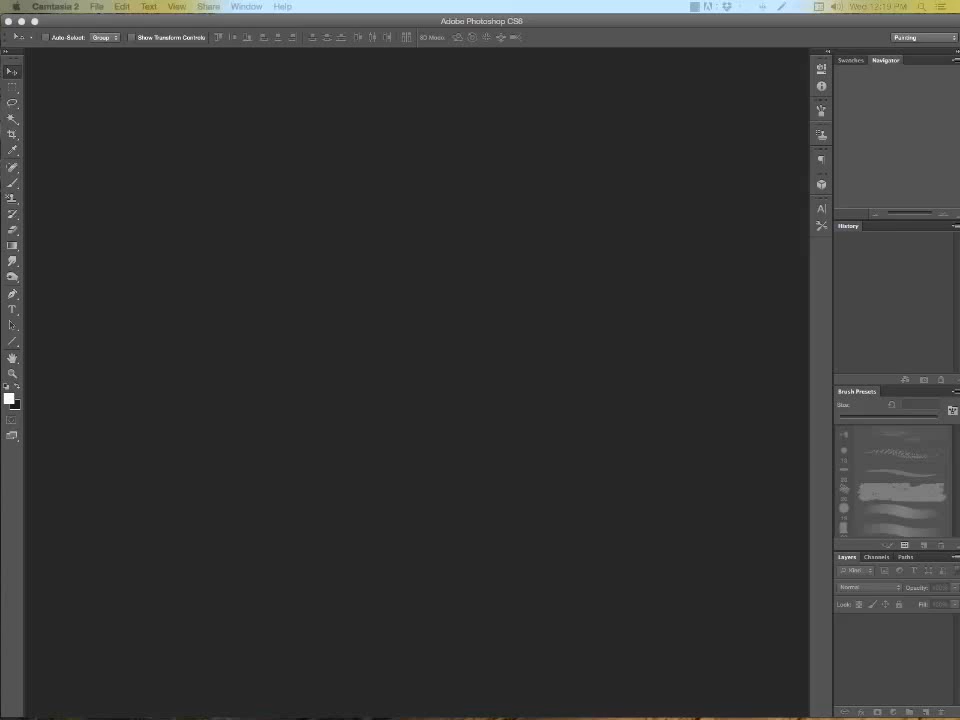 Camtasia 2 File Edit Text View Share Window Help Wed 12:19 PM
Adobe Photoshop CS6
Auto-Select: Group Show Transform Controls 3D Mode: Painting
Swatches Navigator
History
Brush Presets
Size:
Layers Channels Paths
Kind
Normal Opacity:
Lock: Fill: